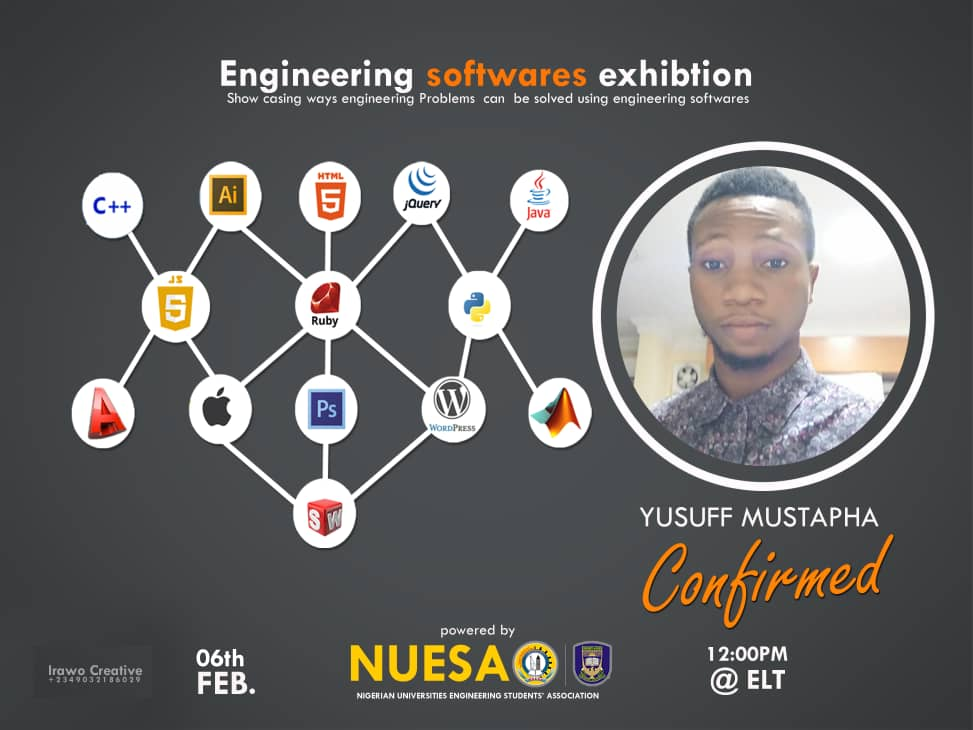 Engineering softwares exhibtion
Show casing ways engineering Problems can be solved using engineering softwares
C++
Ai
HTML
5
jQuery
Java
JS
5
Ruby
A
Ps
WORDPRESS
SW
YUSUFF MUSTAPHA
Confirmed
powered by
NUESA
NIGERIAN UNIVERSITIES ENGINEERING STUDENTS' ASSOCIATION
Irawo Creative
+2349032186029
06th
FEB.
12:00PM
@ ELT